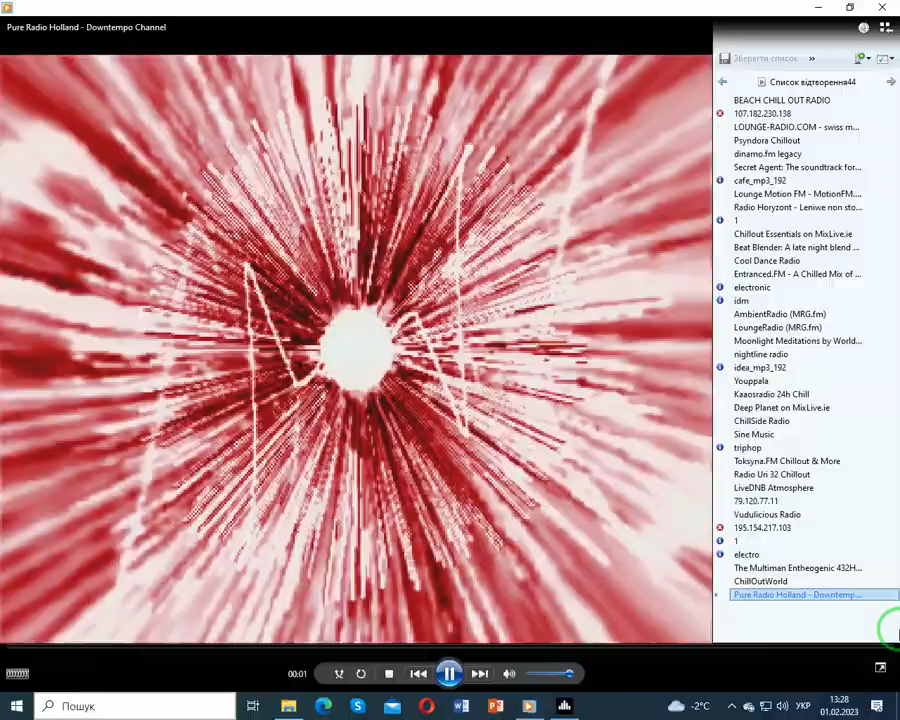 Pure Radio Holland - Downtempo Channel
Зберегти список »
Список відтворення44
BEACH CHILL OUT RADIO
107.182.230.138
LOUNGE-RADIO.COM - swiss m...
Psyndora Chillout
dinamo.fm legacy
Secret Agent: The soundtrack for...
cafe_mp3_192
Lounge Motion FM - MotionFM....
Radio Horyzont - Leniwe non sto...
1
Chillout Essentials on MixLive.ie
Beat Blender: A late night blend ...
Cool Dance Radio
Entranced.FM - A Chilled Mix of ...
electronic
idm
AmbientRadio (MRG.fm)
LoungeRadio (MRG.fm)
Moonlight Meditations by World...
nightline radio
idea_mp3_192
Youppala
Kaaosradio 24h Chill
Deep Planet on MixLive.ie
ChillSide Radio
Sine Music
triphop
Toksyna.FM Chillout & More
Radio Uri 32 Chillout
LiveDNB Atmosphere
79.120.77.11
Vudulicious Radio
195.154.217.103
1
electro
The Multiman Entheogenic 432H...
ChillOutWorld
Pure Radio Holland - Downtemp...
00:01
Пошук
-2°C
УКР
13:28
01.02.2023